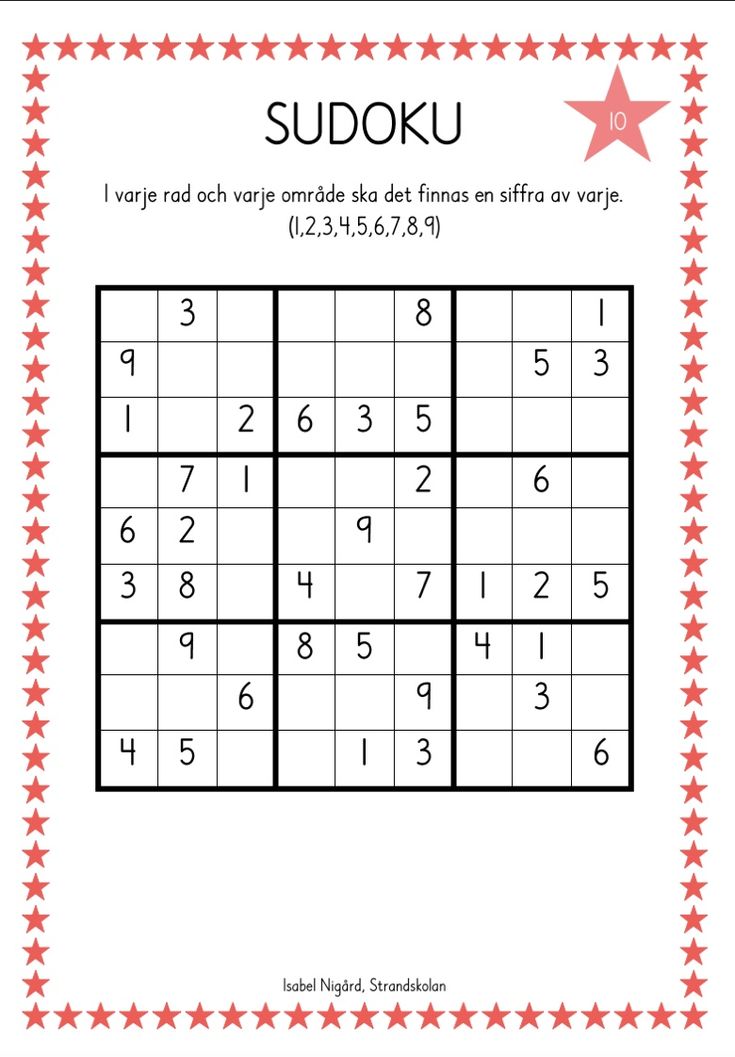 SUDOKU
10
I varje rad och varje område ska det finnas en siffra av varje.
(1,2,3,4,5,6,7,8,9)
3 8 1
9 5 3
1 2 6 3 5
7 1 2 6
6 2 9
3 8 4 7 1 2 5
9 8 5 4 1
6 9 3
4 5 1 3 6
Isabel Nigård, Strandskolan